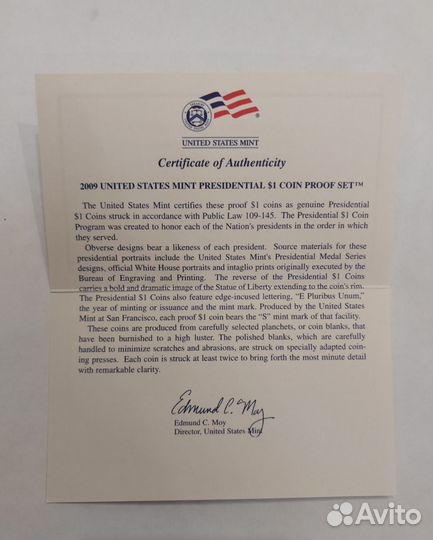 UNITED STATES MINT
Certificate of Authenticity
2009 UNITED STATES MINT PRESIDENTIAL $1 COIN PROOF SET™
The United States Mint certifies these proof $1 coins as genuine Presidential
$1 Coins struck in accordance with Public Law 109-145. The Presidential $1 Coin
Program was created to honor each of the Nation's presidents in the order in which
they served.
Obverse designs bear a likeness of each president. Source materials for these
presidential portraits include the United States Mint's Presidential Medal Series
designs, official White House portraits and intaglio prints originally executed by the
Bureau of Engraving and Printing. The reverse of the Presidential $1 Coins
carries a bold and dramatic image of the Statue of Liberty extending to the coin's rim.
The Presidential $1 Coins also feature edge-incused lettering, “E Pluribus Unum,”
the year of minting or issuance and the mint mark. Produced by the United States
Mint at San Francisco, each proof $1 coin bears the “S” mint mark of that facility.
These coins are produced from carefully selected planchets, or coin blanks, that
have been burnished to a high luster. The polished blanks, which are carefully
handled to minimize scratches and abrasions, are struck on specially adapted coin-
ing presses. Each coin is struck at least twice to bring forth the most minute detail
with remarkable clarity.
Edmund C. Moy
Edmund C. Moy
Director, United States Mint
Avito